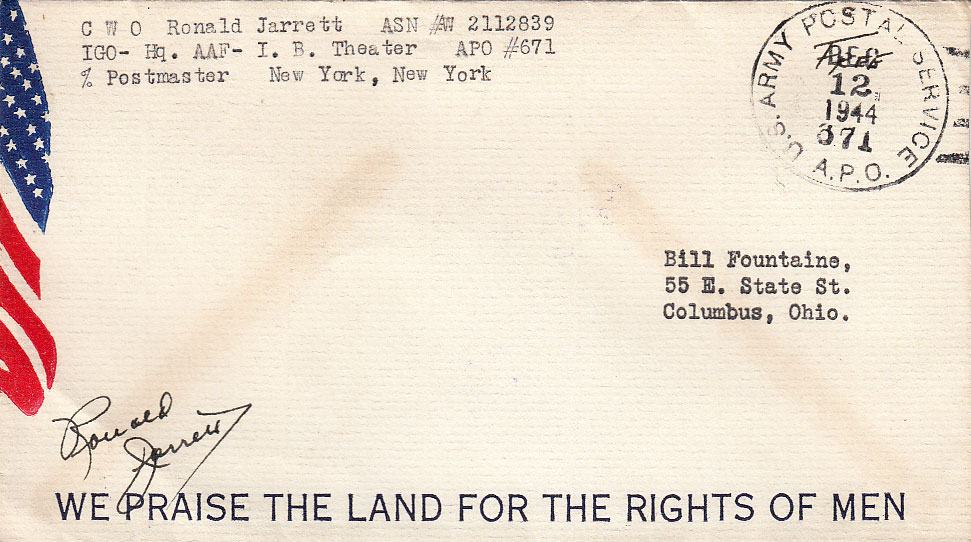 C W O Ronald Jarrett ASN #W 2112839
IGO- Hq. AAF- I. B. Theater APO #671
% Postmaster New York, New York
U.S. ARMY POSTAL SERVICE
DEC
12
1944
671
A.P.O.
Bill Fountaine,
55 E. State St.
Columbus, Ohio.
Ronald
Jarrett
WE PRAISE THE LAND FOR THE RIGHTS OF MEN